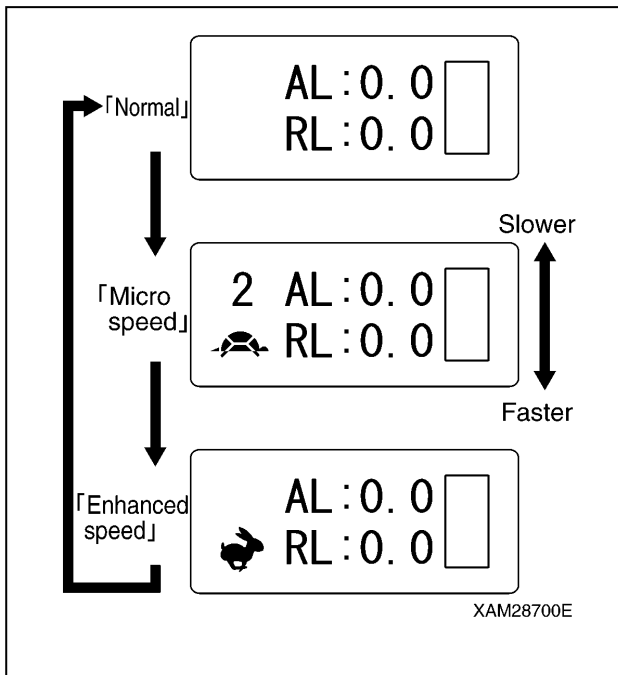 「Normal」
AL:0.0
RL:0.0
Slower
「Micro
speed」
2 AL:0.0
RL:0.0
Faster
「Enhanced
speed」
AL:0.0
RL:0.0
XAM28700E